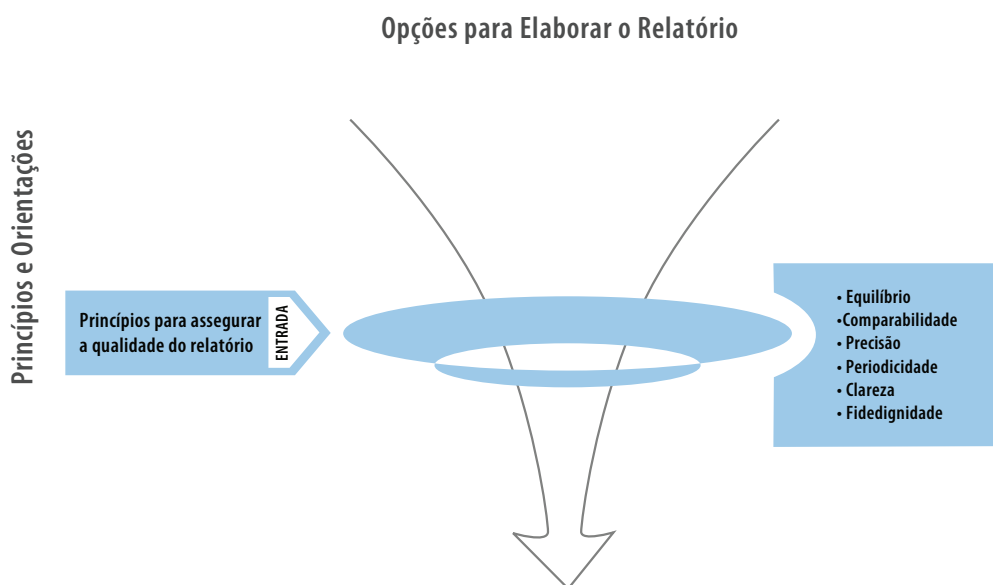 Opções para Elaborar o Relatório
Princípios e Orientações
Princípios para assegurar
a qualidade do relatório
ENTRADA
• Equilíbrio
•Comparabilidade
• Precisão
• Periodicidade
• Clareza
• Fidedignidade